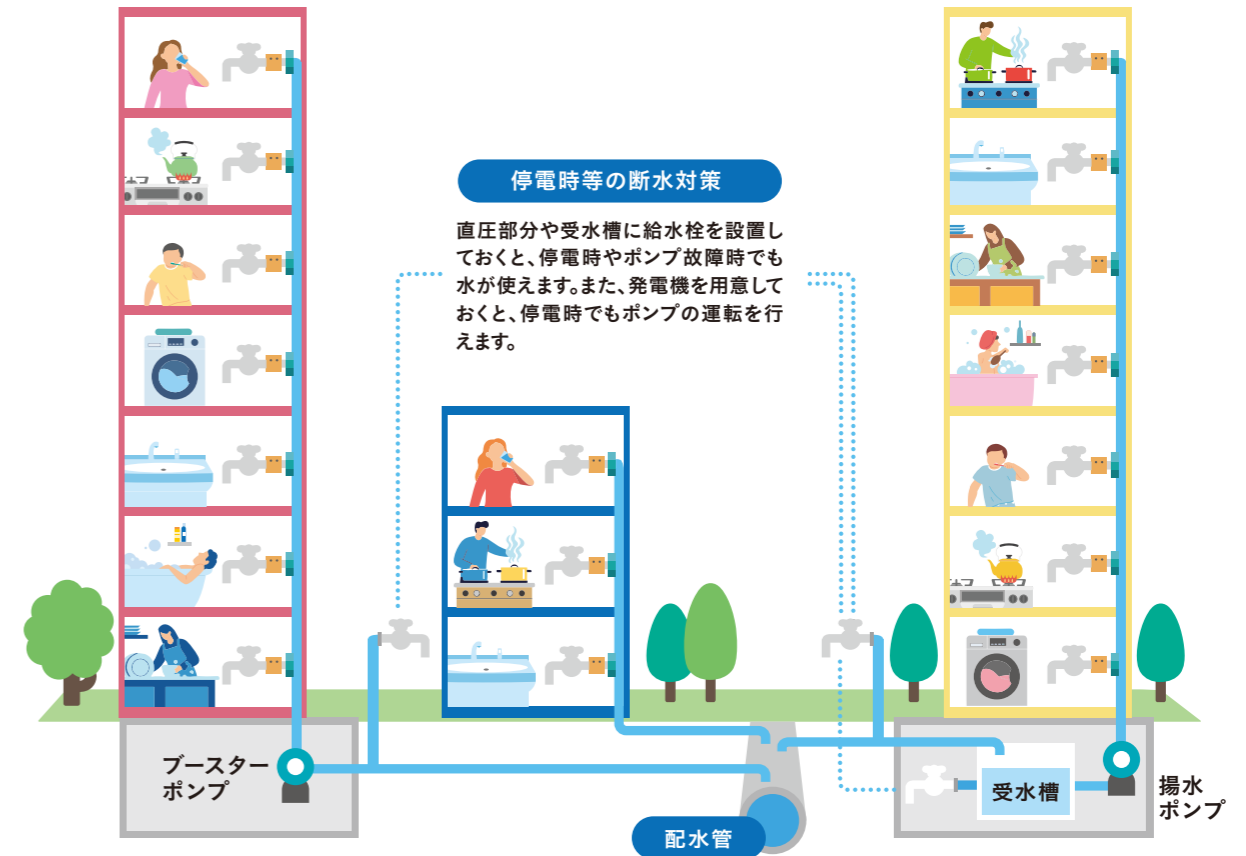 停電時等の断水対策
直圧部分や受水槽に給水栓を設置し
ておくと、停電時やポンプ故障時でも
水が使えます。また、発電機を用意して
おくと、停電時でもポンプの運転を行
えます。
ブースター
ポンプ
受水槽
揚水
ポンプ
配水管